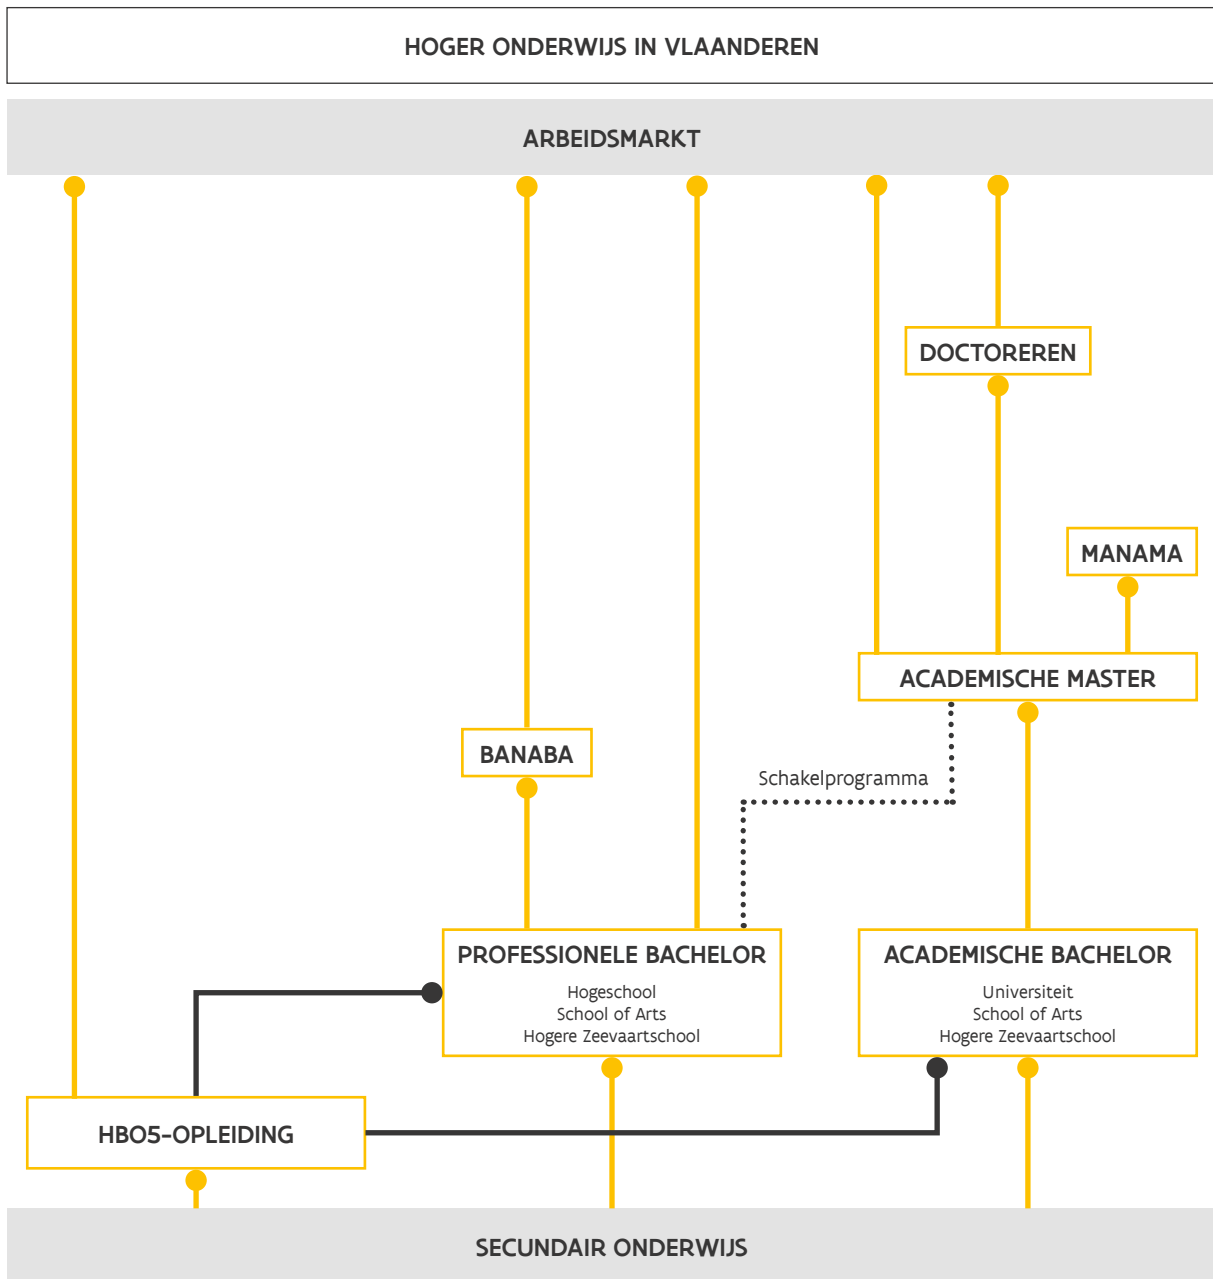 HOGER ONDERWIJS IN VLAANDEREN
ARBEIDSMARKT
DOCTOREREN
MANAMA
ACADEMISCHE MASTER
BANABA
Schakelprogramma
PROFESSIONELE BACHELOR
Hogeschool
School of Arts
Hogere Zeevaartschool
ACADEMISCHE BACHELOR
Universiteit
School of Arts
Hogere Zeevaartschool
HBO5-OPLEIDING
SECUNDAIR ONDERWIJS